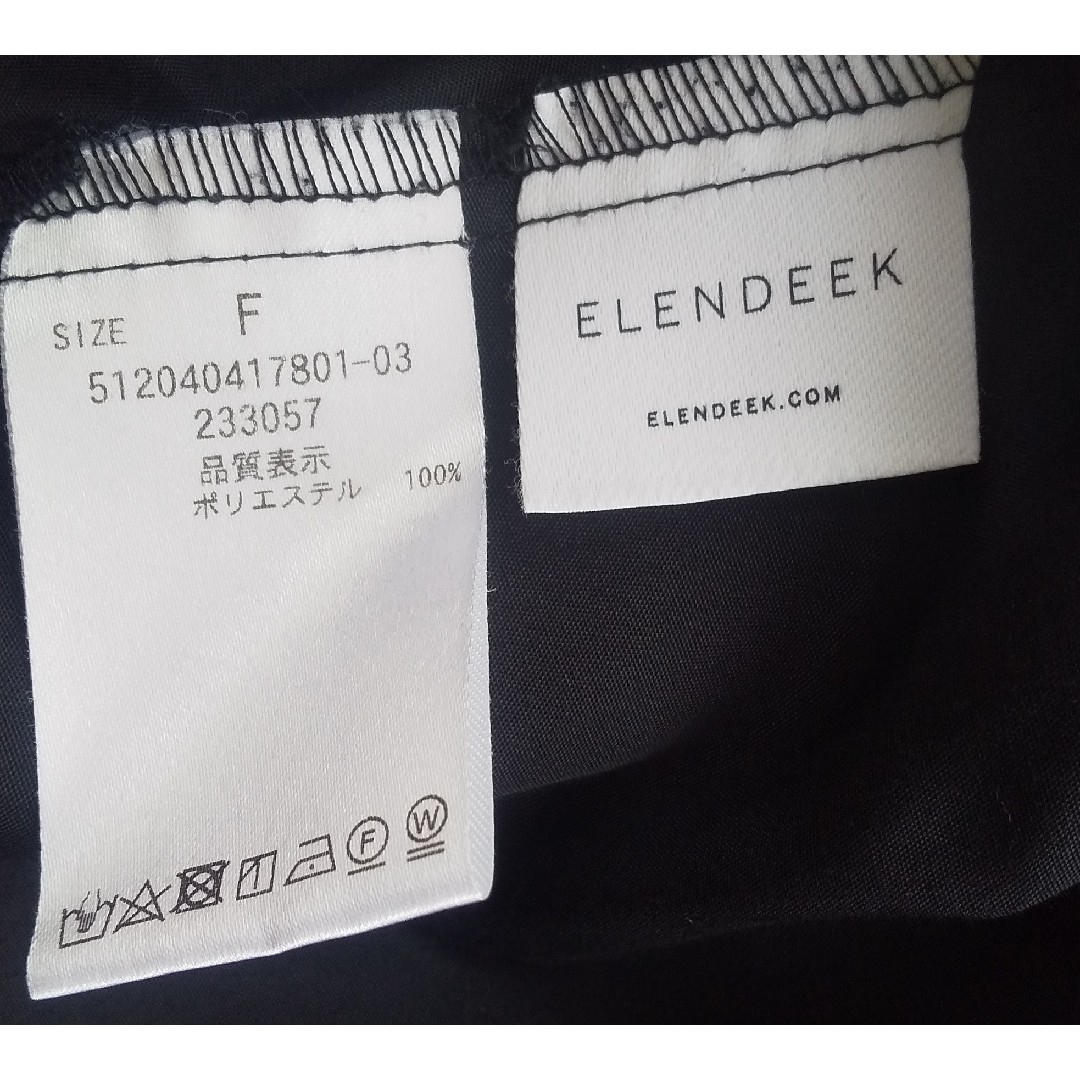 SIZE F
512040417801-03
233057
品質表示
ポリエステル 100%
F W
ELENDEEK
ELENDEEK.COM